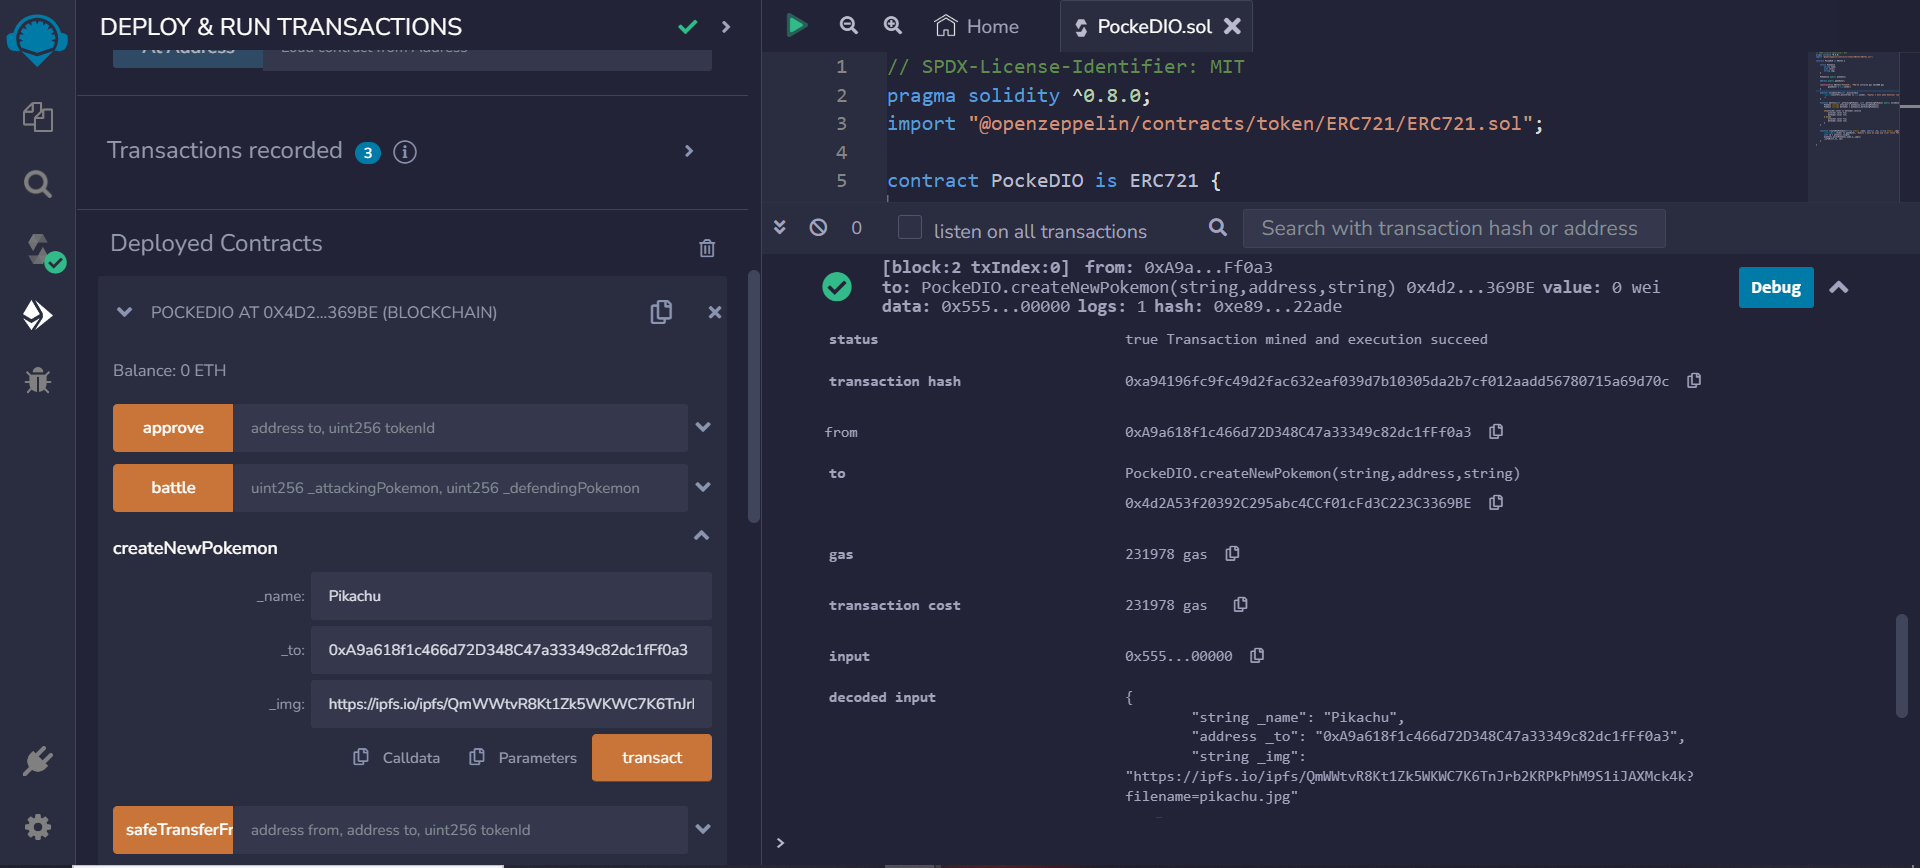 DEPLOY & RUN TRANSACTIONS
At Address
Load contract from Address
Transactions recorded 3
Deployed Contracts
POCKEDIO AT 0X4D2...369BE (BLOCKCHAIN)
Balance: 0 ETH
approve
address to, uint256 tokenId
battle
uint256 _attackingPokemon, uint256 _defendingPokemon
createNewPokemon
_name: Pikachu
_to: 0xA9a618f1c466d72D348C47a33349c82dc1fFf0a3
_img: https://ipfs.io/ipfs/QmWWtvR8Kt1Zk5WKWC7K6TnJrl
Calldata Parameters transact
safeTransferFr
address from, address to, uint256 tokenId
Home
PockeDIO.sol
1 // SPDX-License-Identifier: MIT
2 pragma solidity ^0.8.0;
3 import "@openzeppelin/contracts/token/ERC721/ERC721.sol";
4
5 contract PockeDIO is ERC721 {
0 listen on all transactions
Search with transaction hash or address
[block:2 txIndex:0] from: 0xA9a...Ff0a3
to: PockeDIO.createNewPokemon(string,address,string) 0x4d2...369BE value: 0 wei
data: 0x555...00000 logs: 1 hash: 0xe89...22ade
Debug
status true Transaction mined and execution succeed
transaction hash 0xa94196fc9fc49d2fac632eaf039d7b10305da2b7cf012aadd56780715a69d70c
from 0xA9a618f1c466d72D348C47a33349c82dc1fFf0a3
to PockeDIO.createNewPokemon(string,address,string)
0x4d2A53f20392C295abc4CCf01cFd3C223C3369BE
gas 231978 gas
transaction cost 231978 gas
input 0x555...00000
decoded input {
"string _name": "Pikachu",
"address _to": "0xA9a618f1c466d72D348C47a33349c82dc1fFf0a3",
"string _img":
"https://ipfs.io/ipfs/QmWWtvR8Kt1Zk5WKWC7K6TnJrb2KRPkPhM9S1iJAXMck4k?
filename=pikachu.jpg"
>